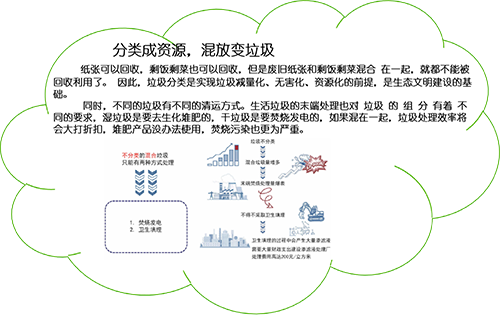 分类成资源，混放变垃圾
纸张可以回收，剩饭剩菜也可以回收，但是废旧纸张和剩饭剩菜混合 在一起，就都不能被
回收利用了。 因此，垃圾分类是实现垃圾减量化、无害化、资源化的前提，是生态文明建设的基
础。
同时，不同的垃圾有不同的清运方式。生活垃圾的末端处理也对 垃圾 的 组 分 有着 不
同的要求，湿垃圾是要去生化堆肥的，干垃圾是要焚烧发电的，如果混在一起，垃圾处理效率将
会大打折扣，堆肥产品没办法使用，焚烧污染也更为严重。
不分类的混合垃圾
只能有两种方式处理
1. 焚烧发电
2. 卫生填埋
垃圾不分类
混合垃圾量增多
末端焚烧处理量爆表
不得不采取卫生填埋
卫生填埋的过程中会产生大量渗滤液
需要大量财政支出建设渗滤液处理厂
处理费用高达200元/立方米